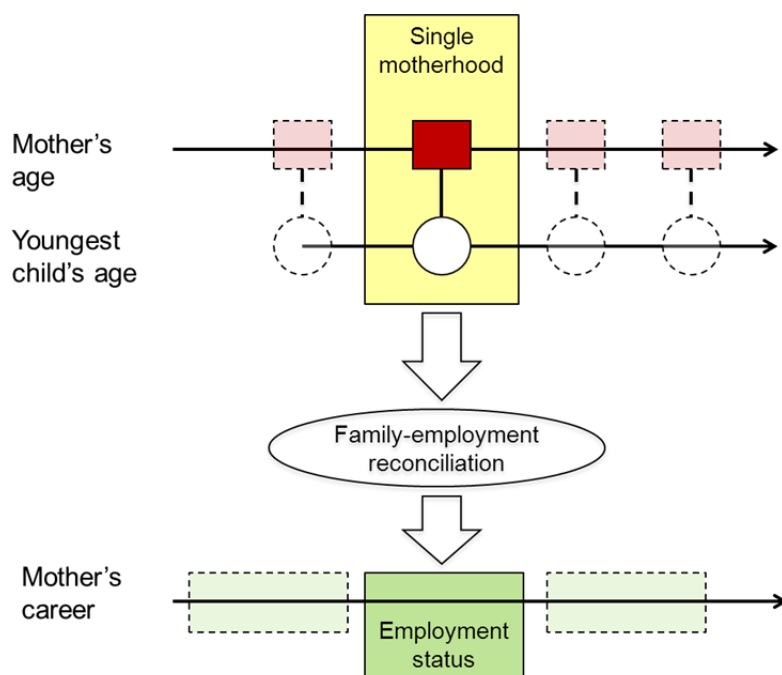 Single
motherhood
Mother’s
age
Youngest
child’s age
Family-employment
reconciliation
Mother’s
career
Employment
status